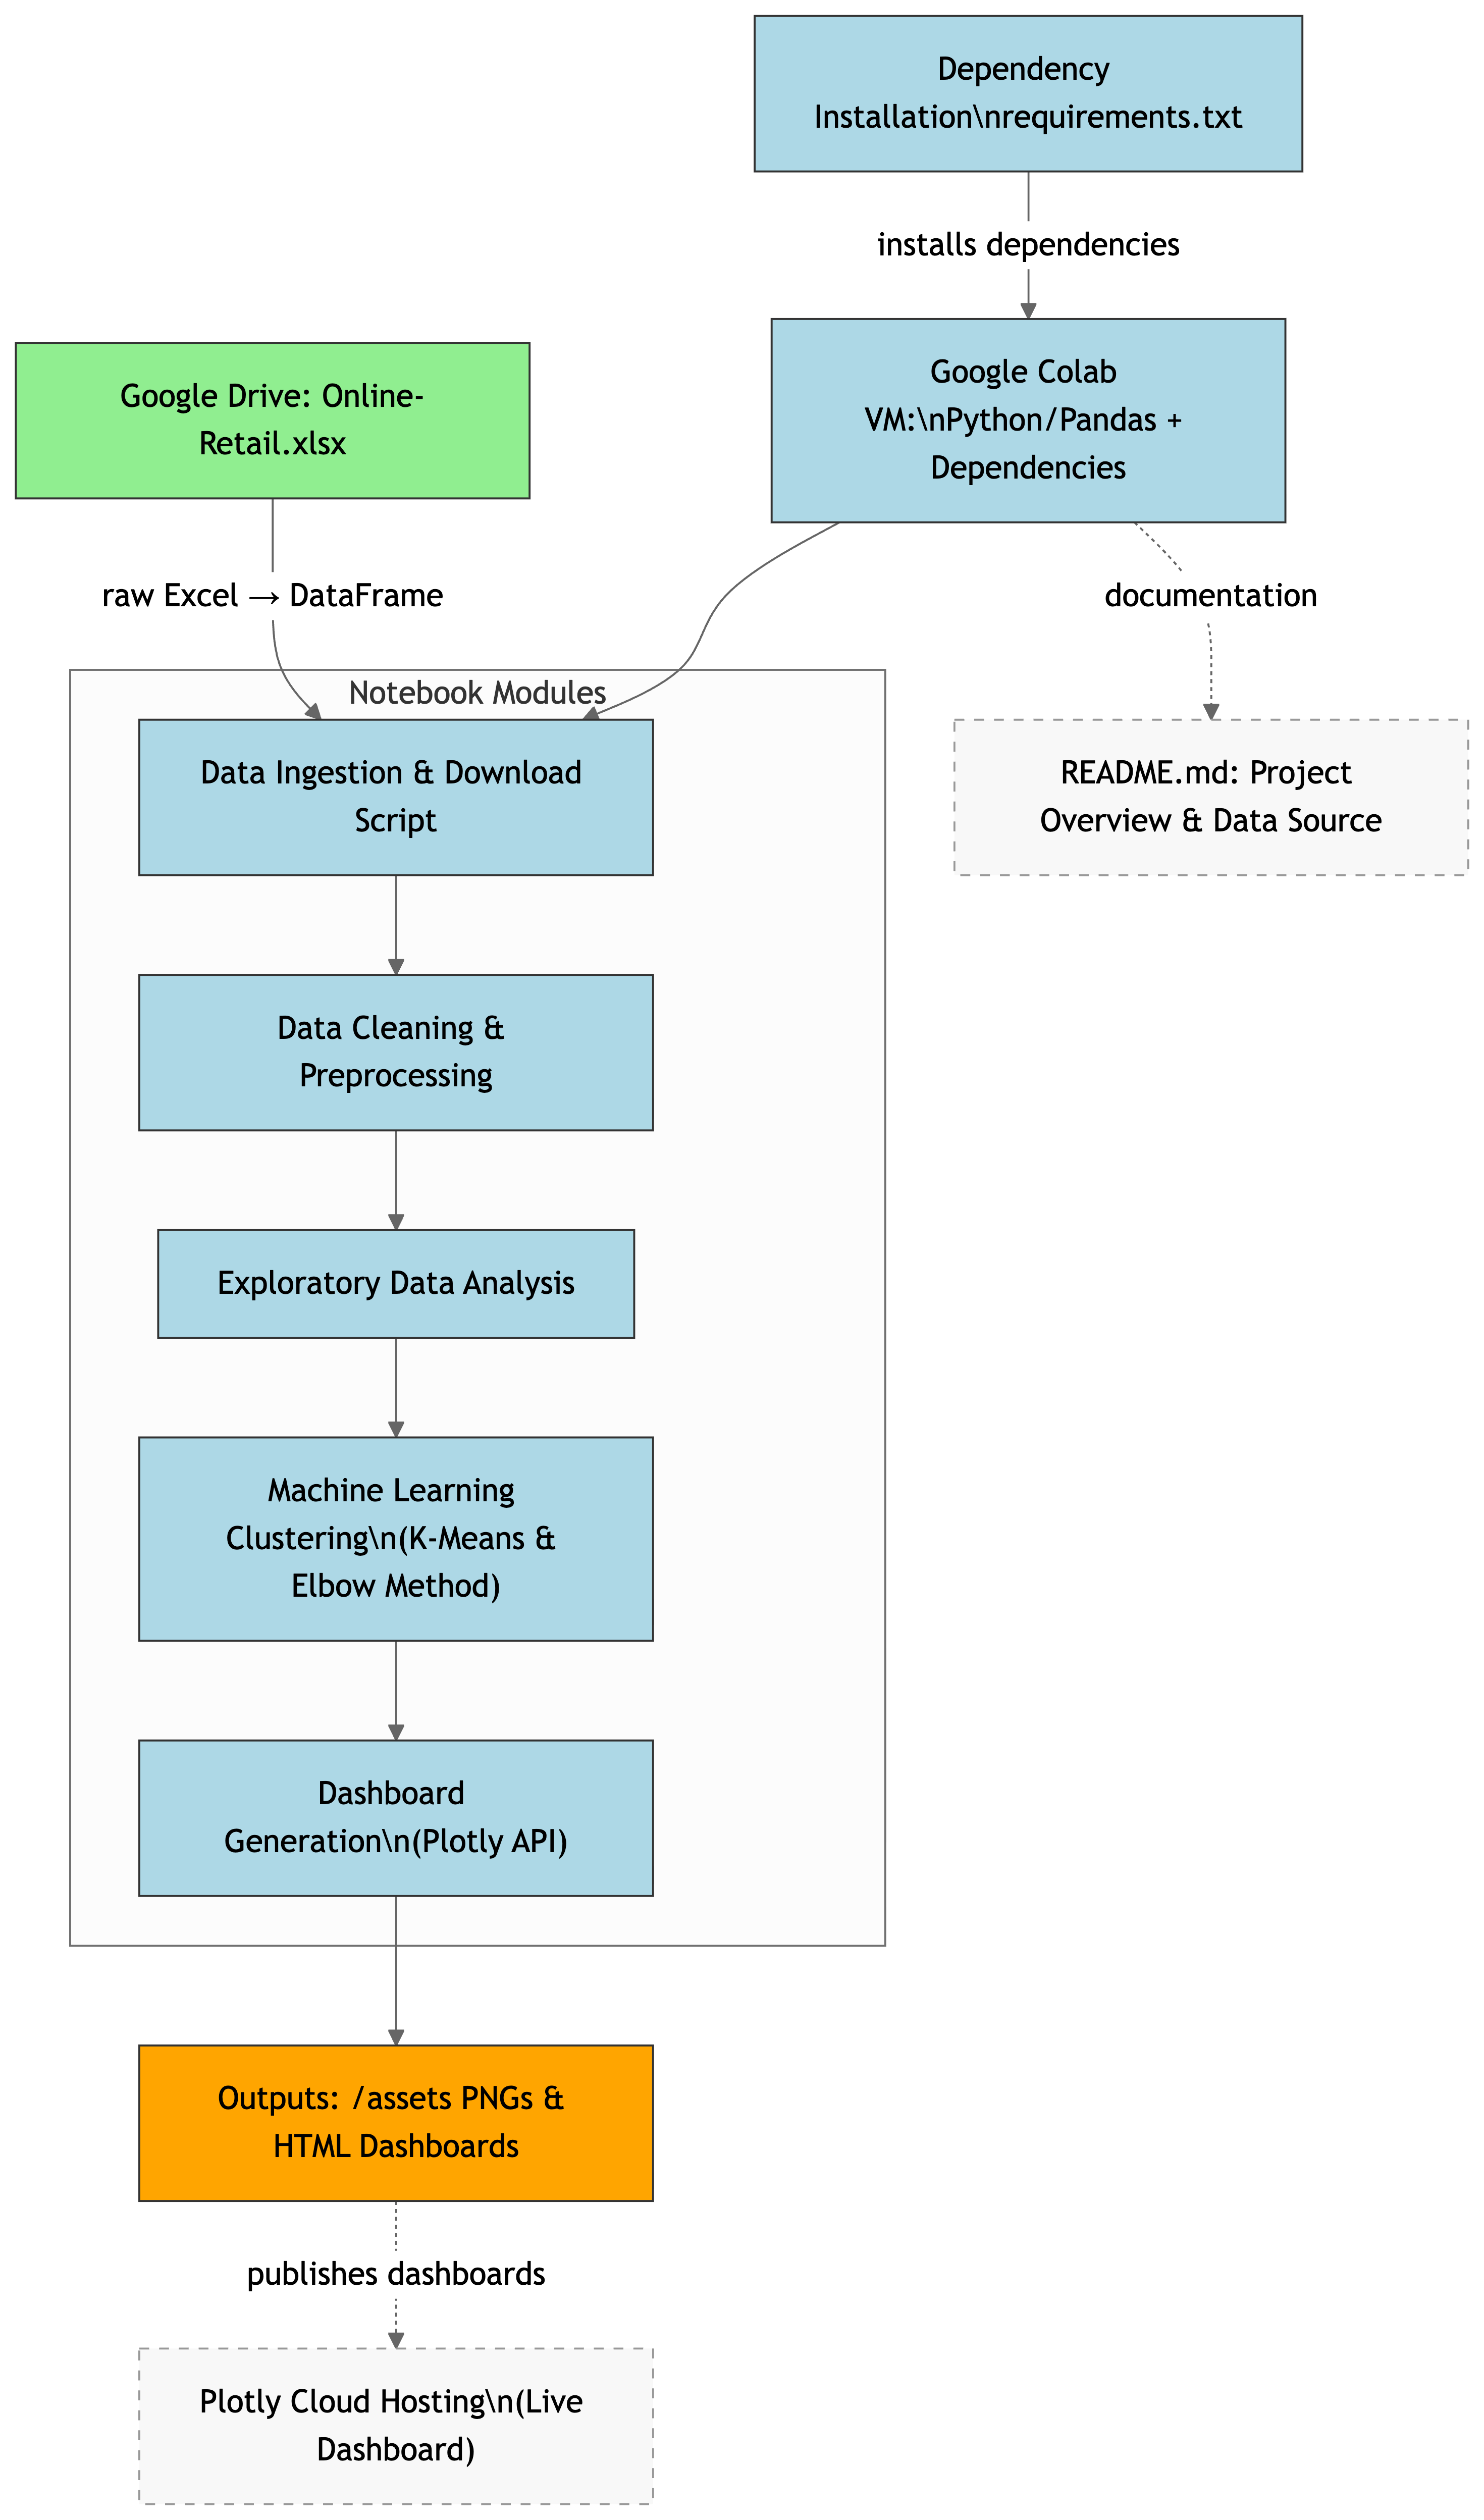 Dependency
Installation\nrequirements.txt
installs dependencies
Google Drive: Online-
Retail.xlsx
Google Colab
VM:\nPython/Pandas +
Dependencies
raw Excel → DataFrame
documentation
Notebook Modules
Data Ingestion & Download
Script
README.md: Project
Overview & Data Source
Data Cleaning &
Preprocessing
Exploratory Data Analysis
Machine Learning
Clustering\n(K-Means &
Elbow Method)
Dashboard
Generation\n(Plotly API)
Outputs: /assets PNGs &
HTML Dashboards
publishes dashboards
Plotly Cloud Hosting\n(Live
Dashboard)